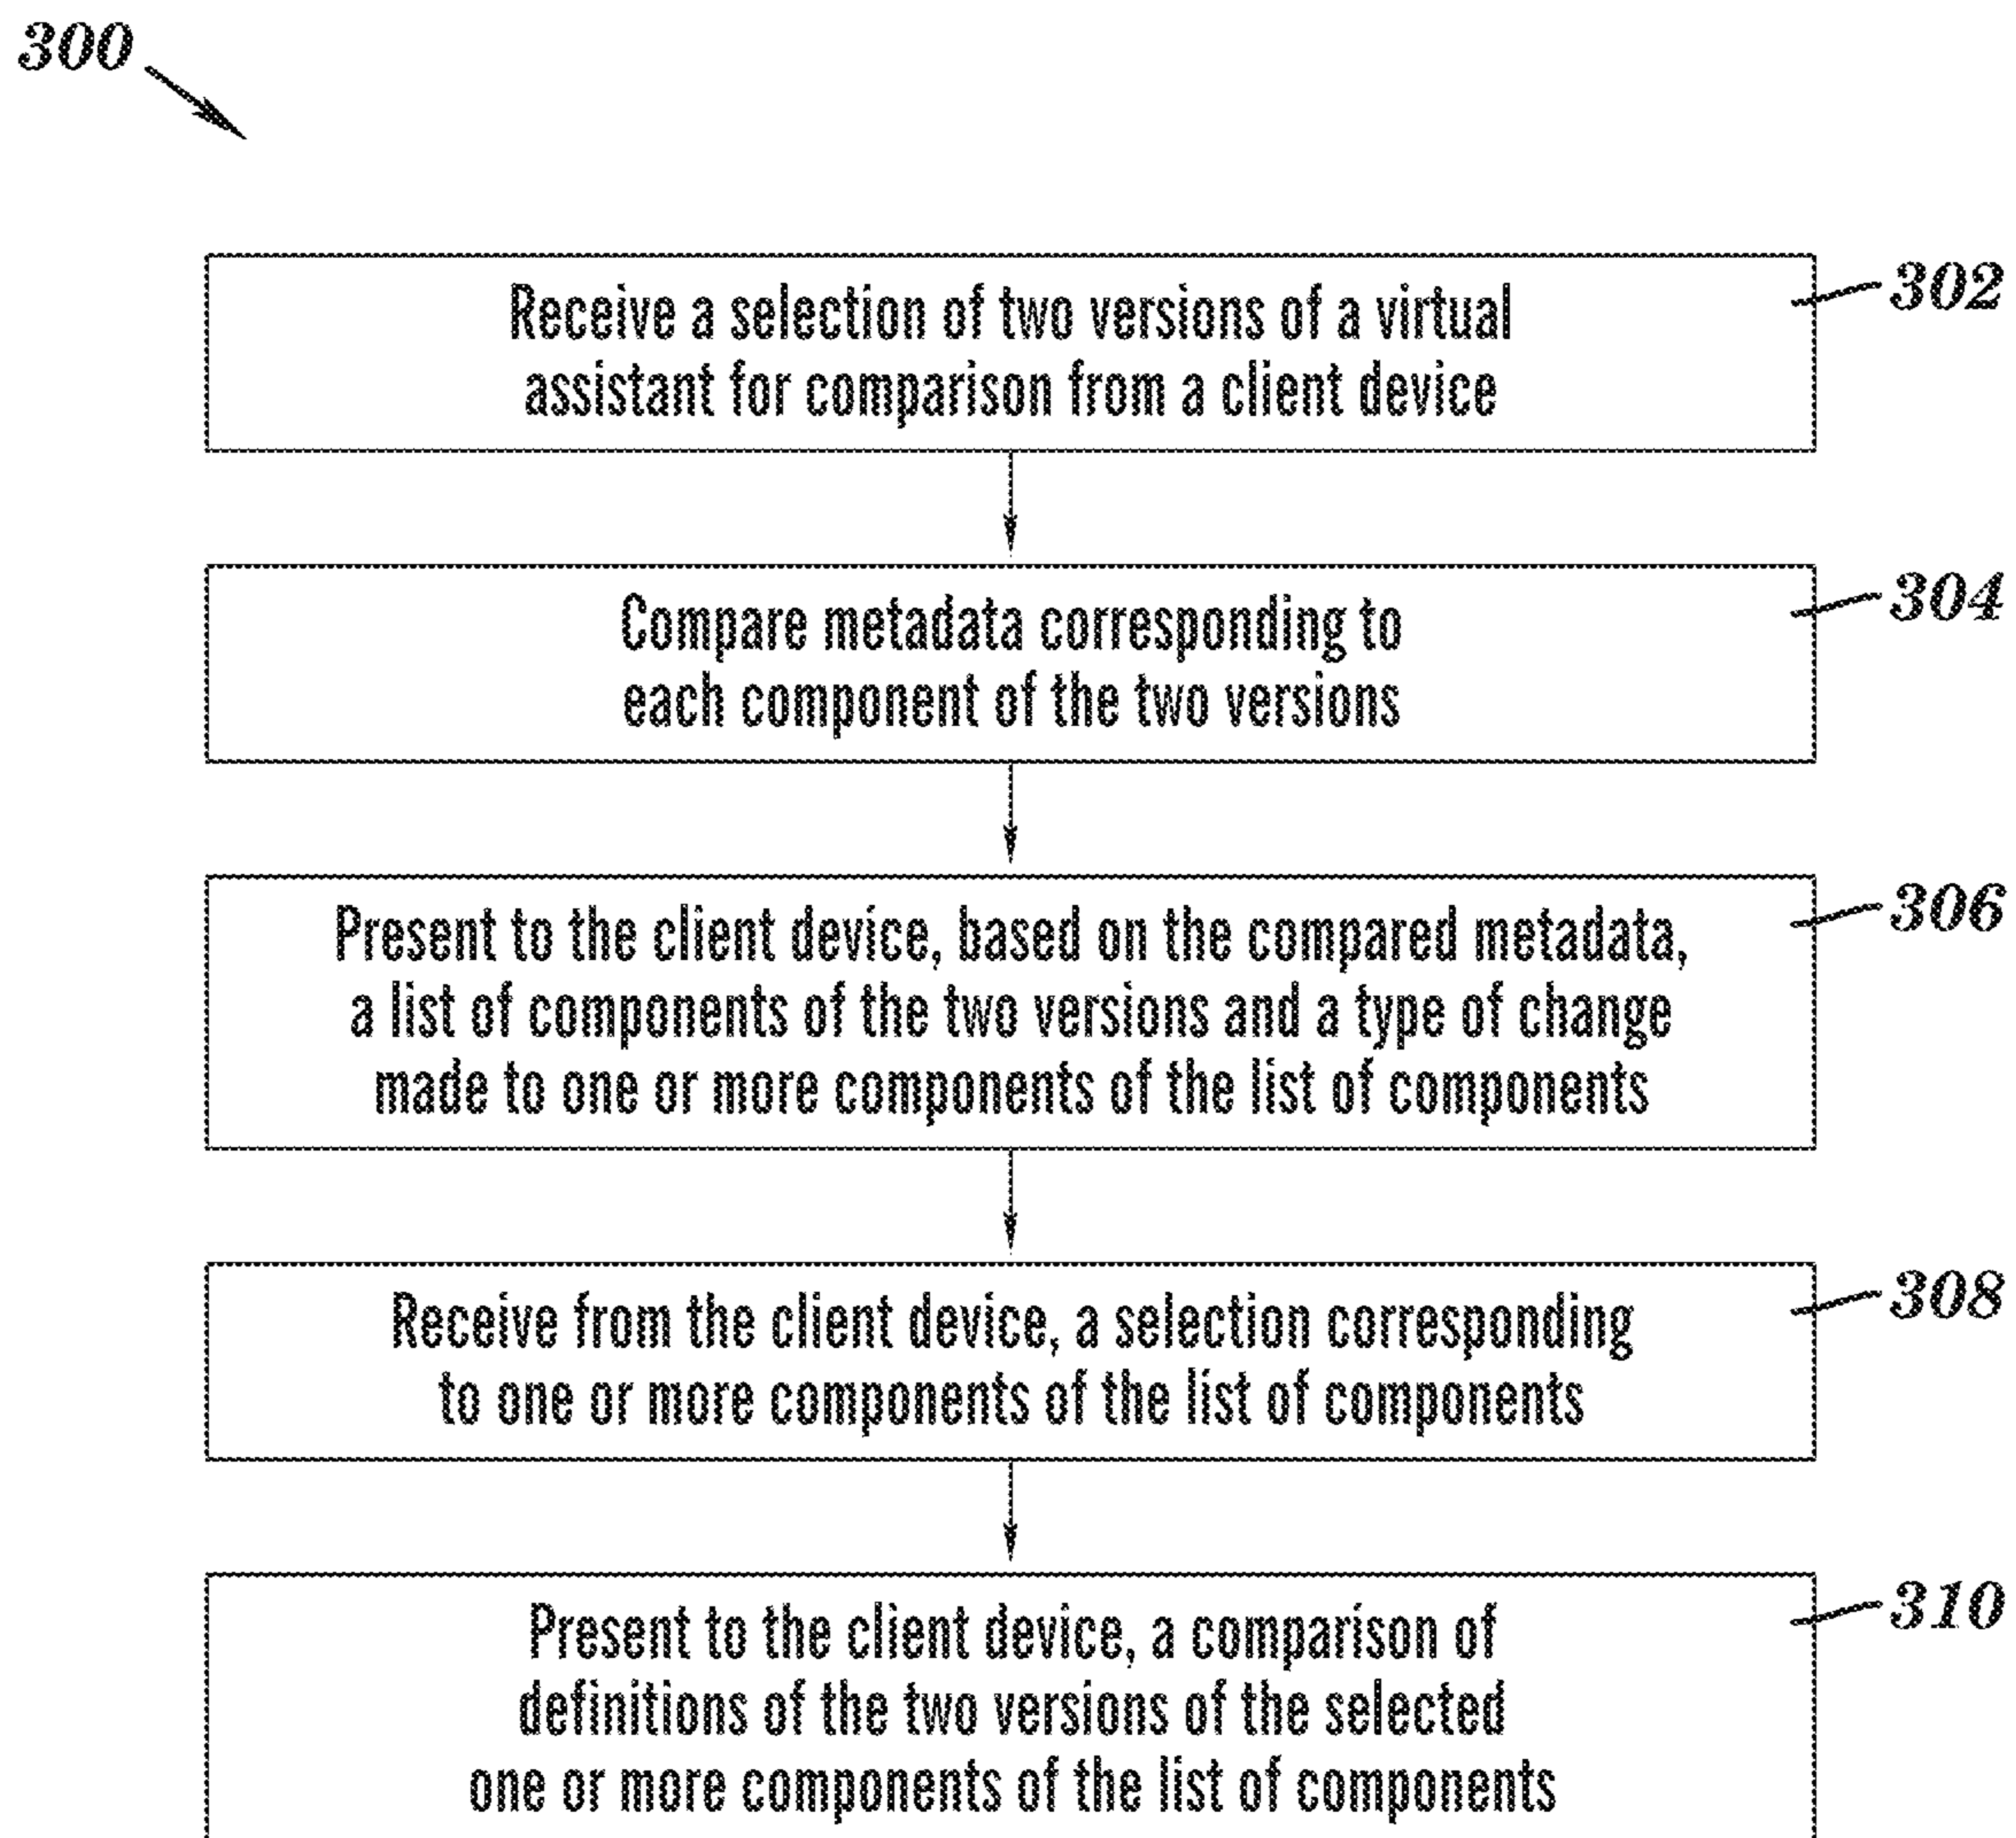 300
Receive a selection of two versions of a virtual
assistant for comparison from a client device
302
Compare metadata corresponding to
each component of the two versions
304
Present to the client device, based on the compared metadata,
a list of components of the two versions and a type of change
made to one or more components of the list of components
306
Receive from the client device, a selection corresponding
to one or more components of the list of components
308
Present to the client device, a comparison of
definitions of the two versions of the selected
one or more components of the list of components
310